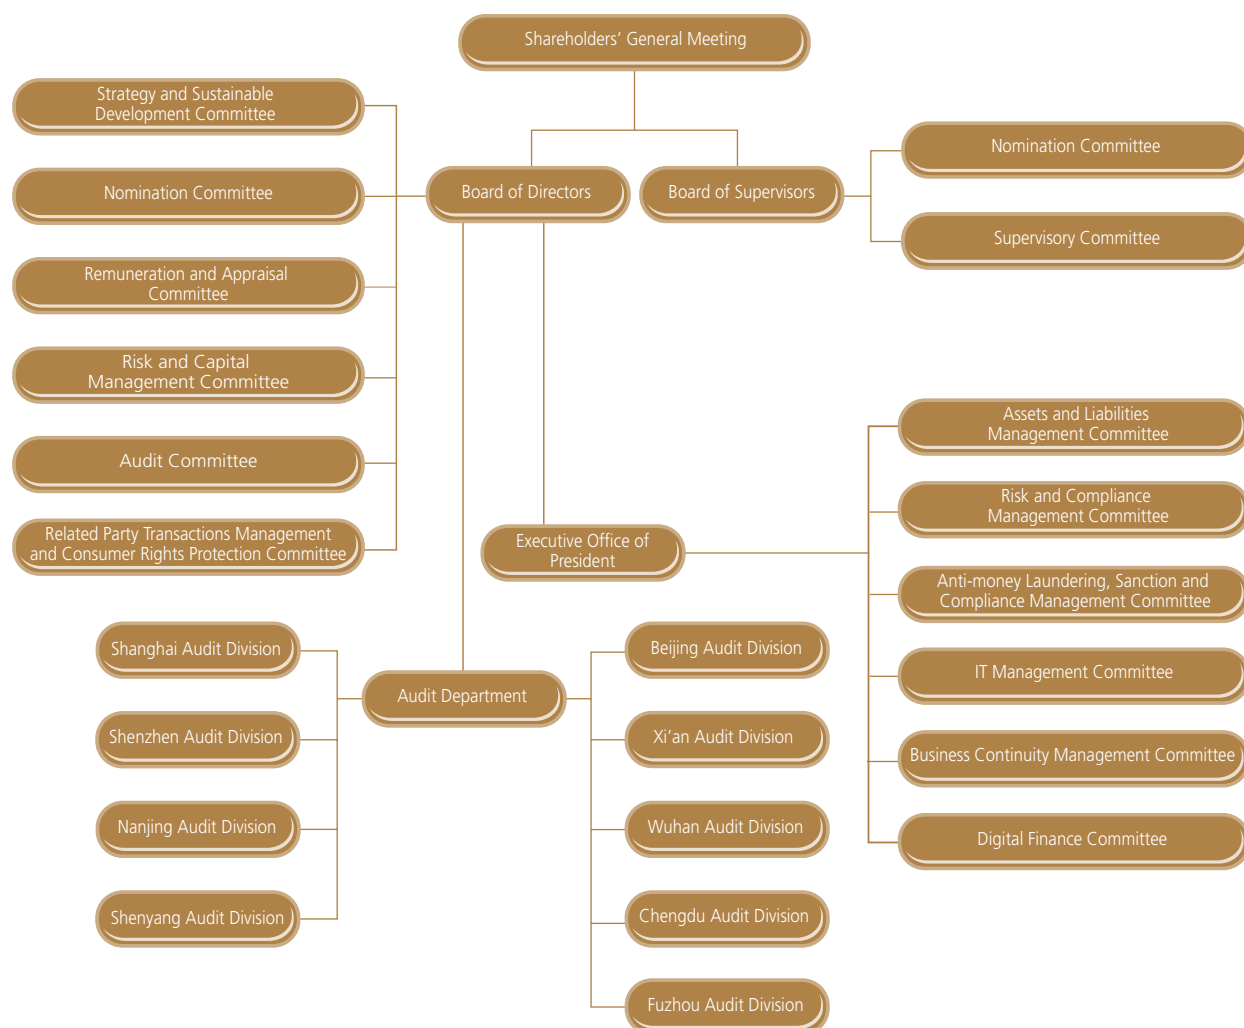 Shareholders’ General Meeting
Strategy and Sustainable
Development Committee
Nomination Committee
Remuneration and Appraisal
Committee
Risk and Capital
Management Committee
Audit Committee
Related Party Transactions Management
and Consumer Rights Protection Committee
Board of Directors
Board of Supervisors
Nomination Committee
Supervisory Committee
Executive Office of
President
Assets and Liabilities
Management Committee
Risk and Compliance
Management Committee
Anti-money Laundering, Sanction and
Compliance Management Committee
IT Management Committee
Business Continuity Management Committee
Digital Finance Committee
Audit Department
Shanghai Audit Division
Shenzhen Audit Division
Nanjing Audit Division
Shenyang Audit Division
Beijing Audit Division
Xi’an Audit Division
Wuhan Audit Division
Chengdu Audit Division
Fuzhou Audit Division